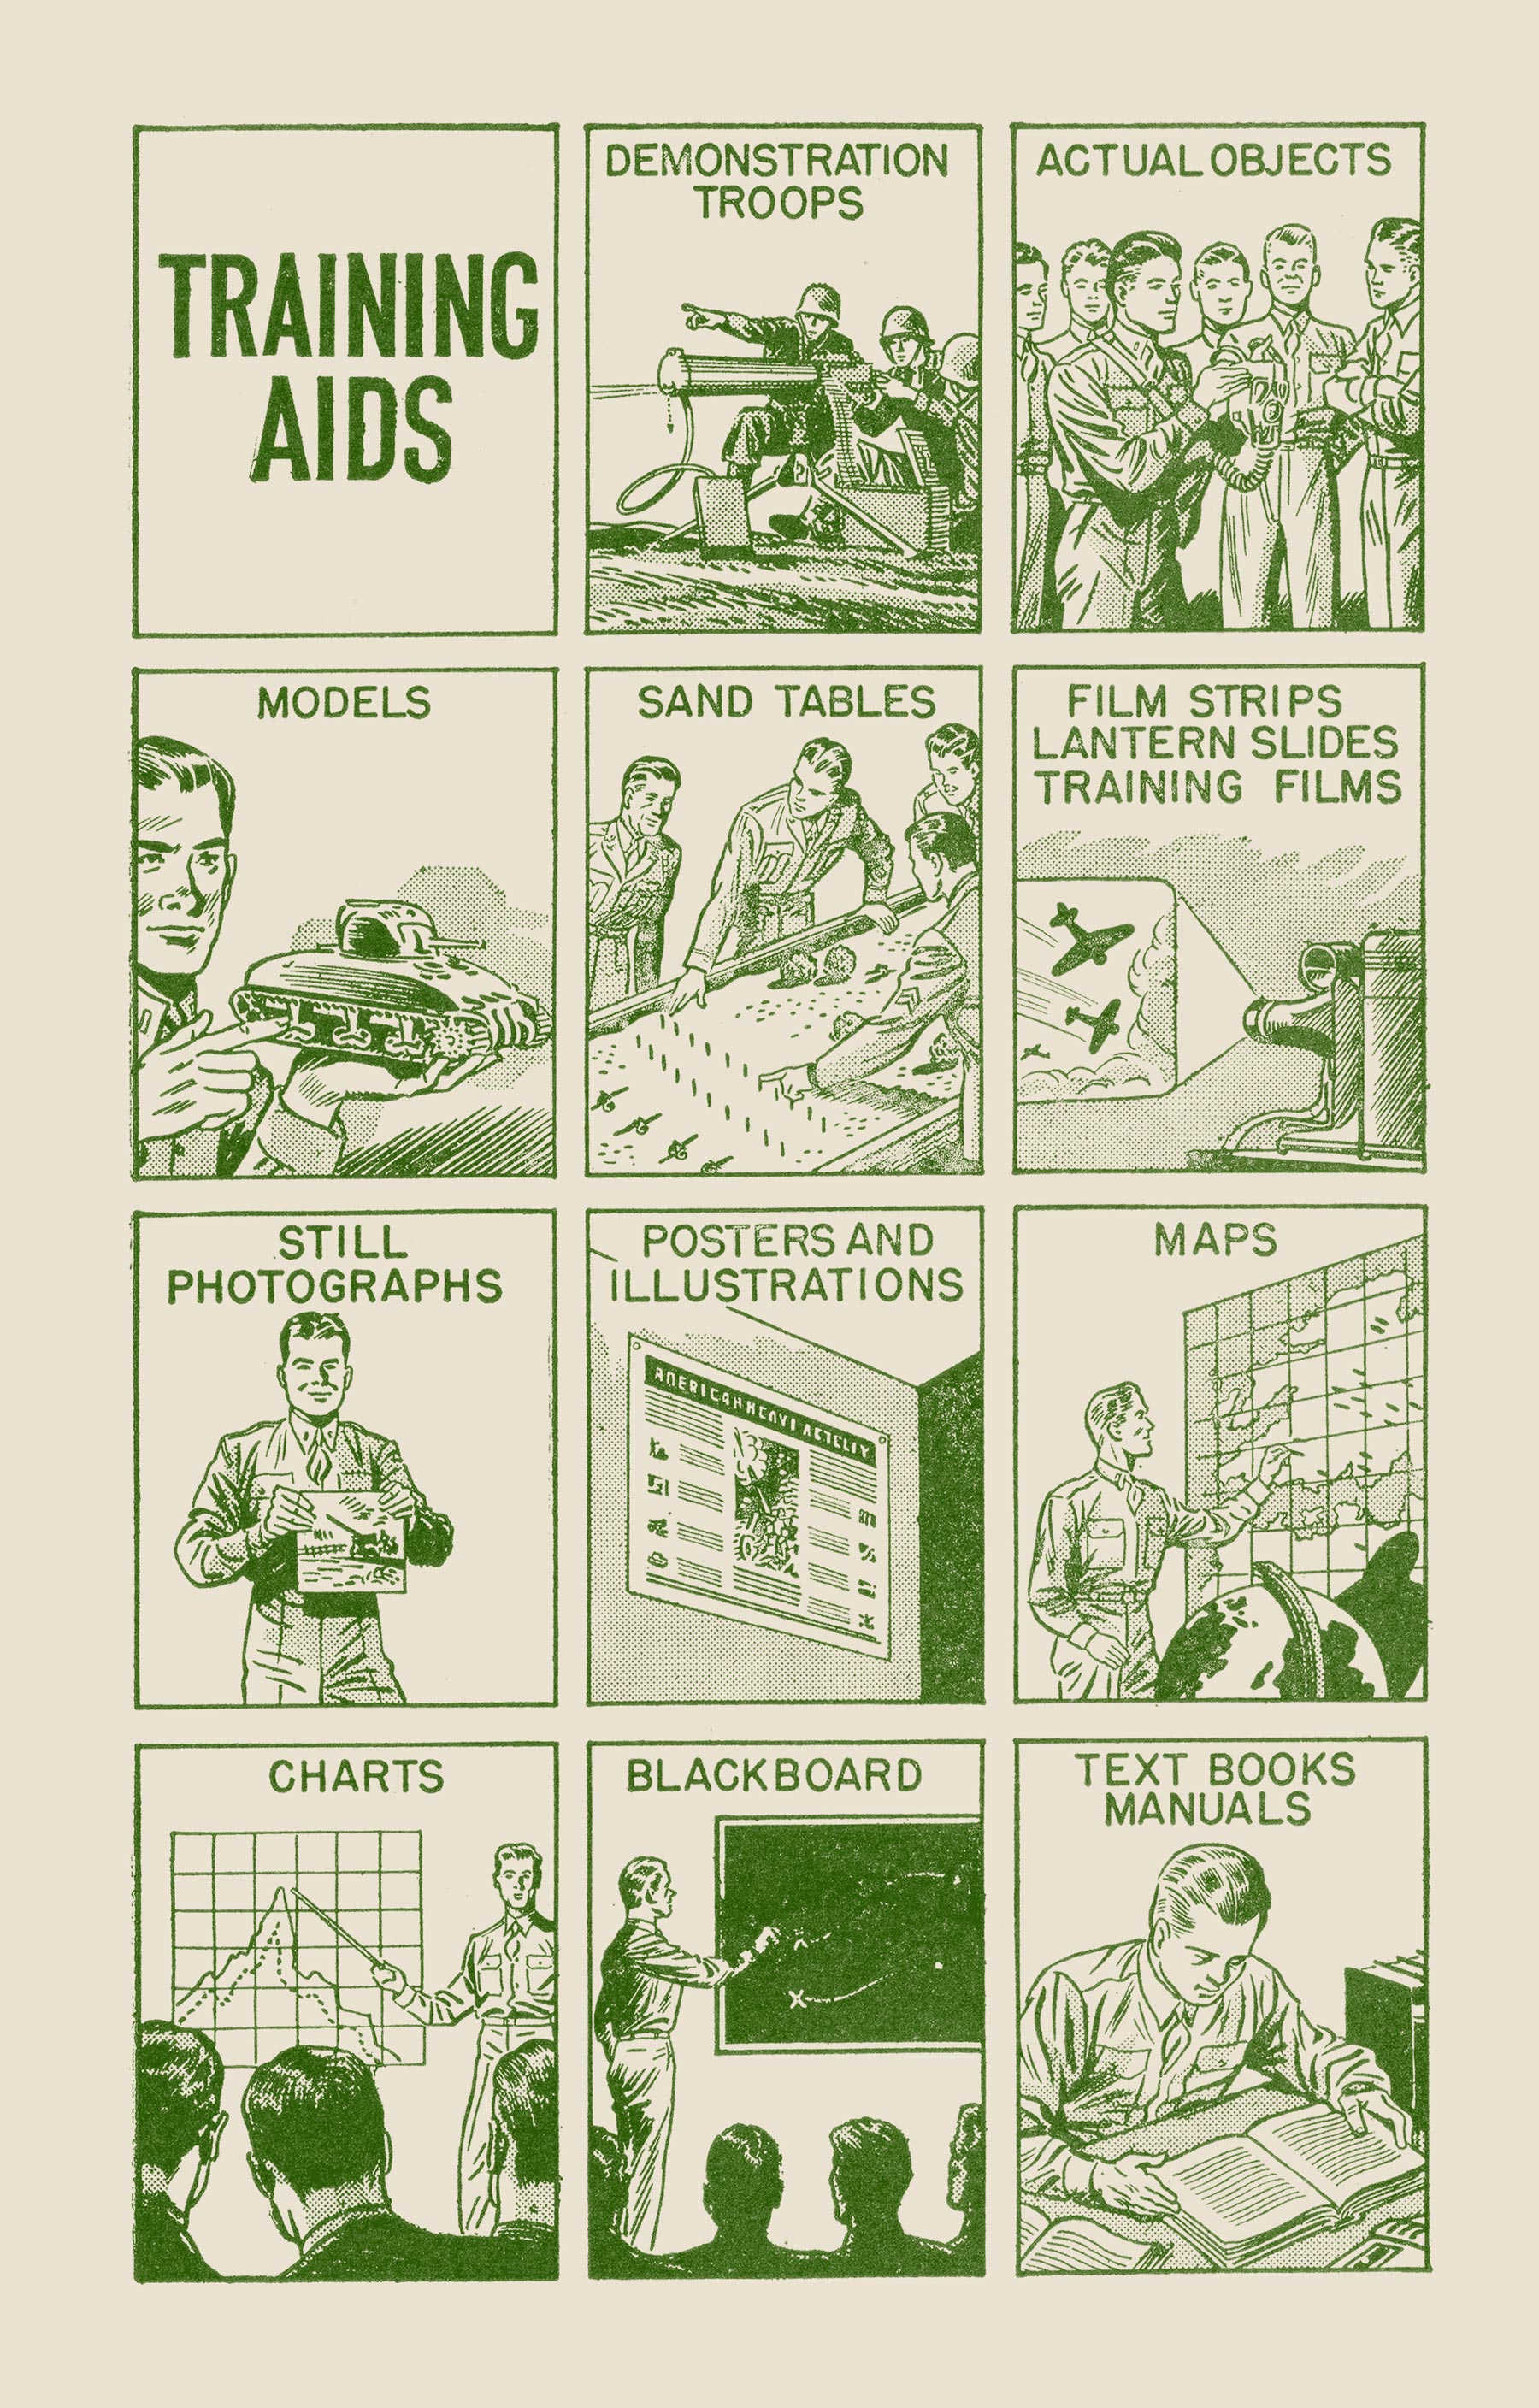 TRAINING
AIDS
DEMONSTRATION
TROOPS
ACTUAL OBJECTS
MODELS
SAND TABLES
FILM STRIPS
LANTERN SLIDES
TRAINING FILMS
STILL
PHOTOGRAPHS
POSTERS AND
ILLUSTRATIONS
AMERICAN
MAPS
CHARTS
BLACKBOARD
TEXT BOOKS
MANUALS